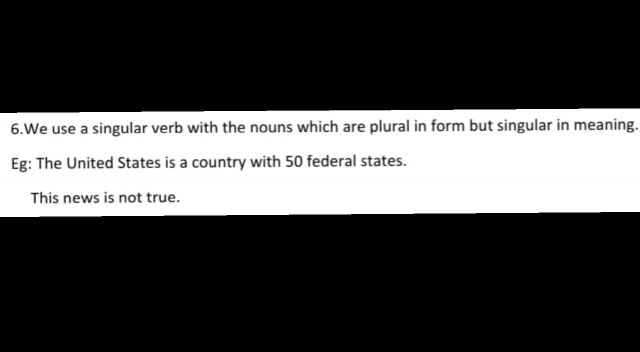 6.We use a singular verb with the nouns which are plural in form but singular in meaning.
Eg: The United States is a country with 50 federal states.
This news is not true.